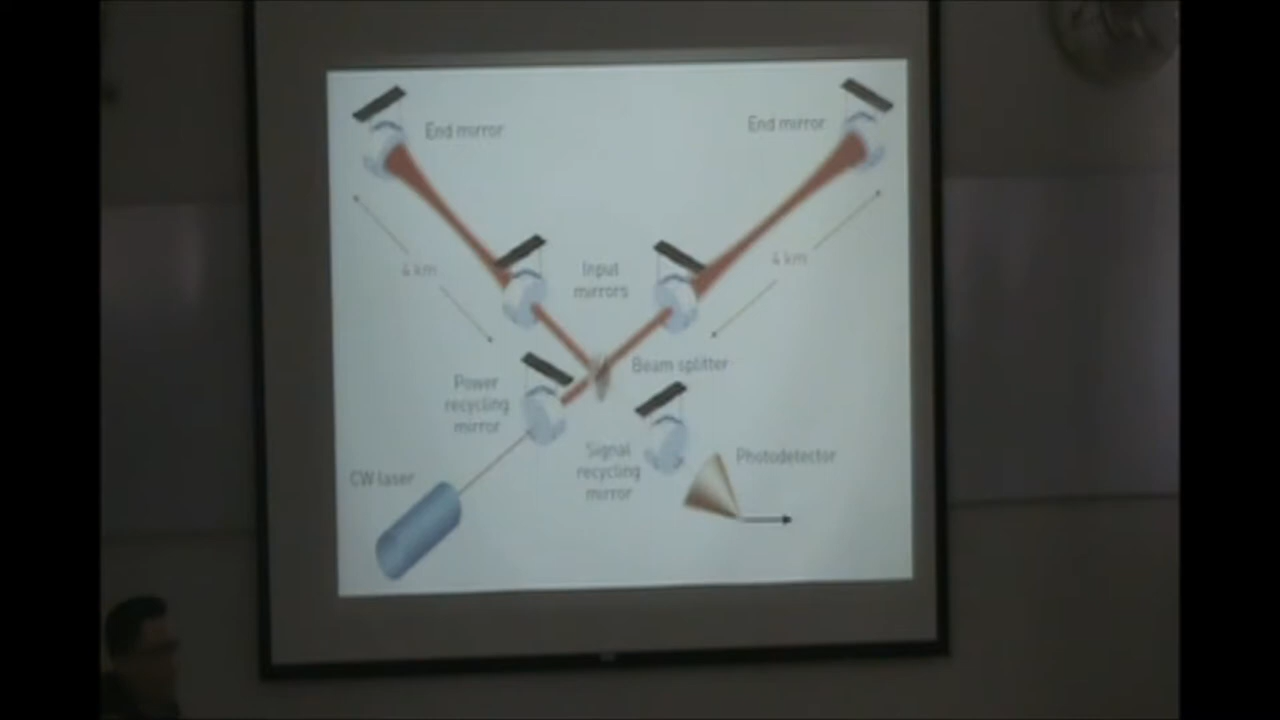 End mirror
End mirror
4 km
Input
mirrors
4 km
Beam splitter
Power
recycling
mirror
Signal
recycling
mirror
Photodetector
CW laser